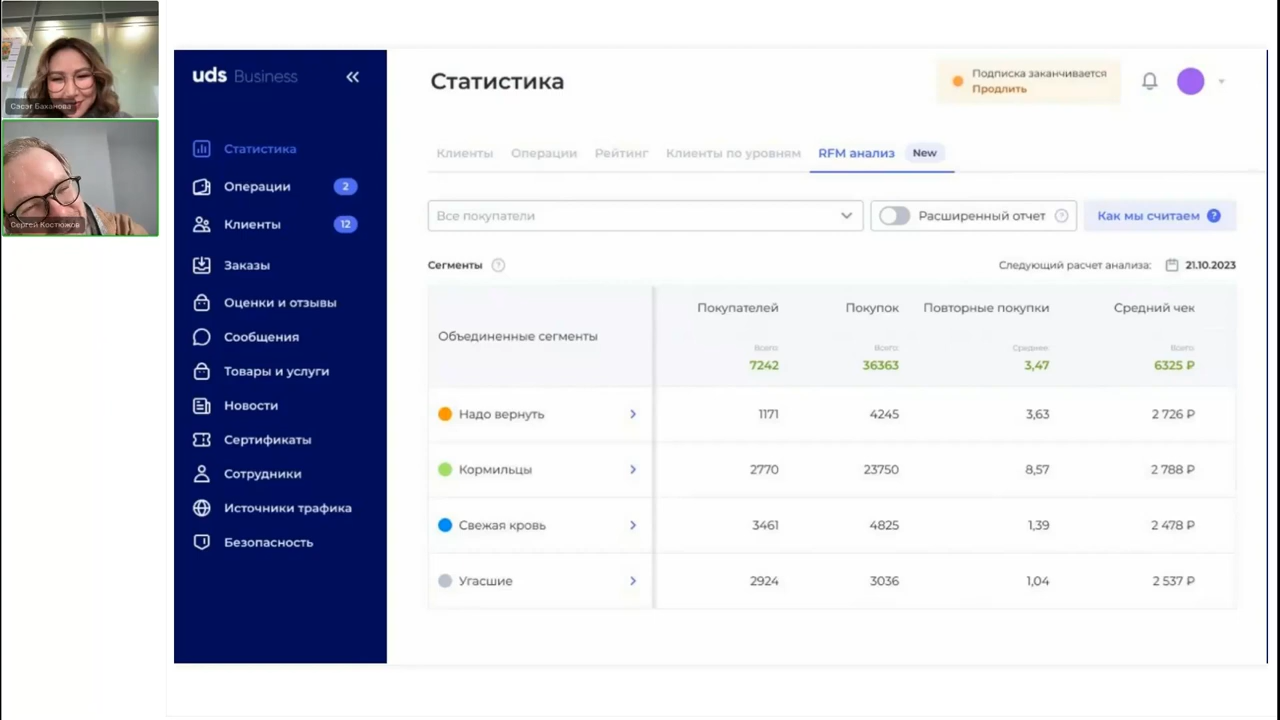 Сэсэг Баханова
Сергей Костюжов
uds Business
Статистика
Операции 2
Клиенты 12
Заказы
Оценки и отзывы
Сообщения
Товары и услуги
Новости
Сертификаты
Сотрудники
Источники трафика
Безопасность
Статистика
Подписка заканчивается
Продлить
Клиенты Операции Рейтинг Клиенты по уровням RFM анализ New
Все покупатели Расширенный отчет ? Как мы считаем ?
Сегменты ? Следующий расчет анализа: 21.10.2023
Объединенные сегменты Покупателей Покупок Повторные покупки Средний чек
Всего: Всего: Среднее: Всего:
7242 36363 3,47 6325 ₽
Надо вернуть 1171 4245 3,63 2 726 ₽
Кормильцы 2770 23750 8,57 2 788 ₽
Свежая кровь 3461 4825 1,39 2 478 ₽
Угасшие 2924 3036 1,04 2 537 ₽